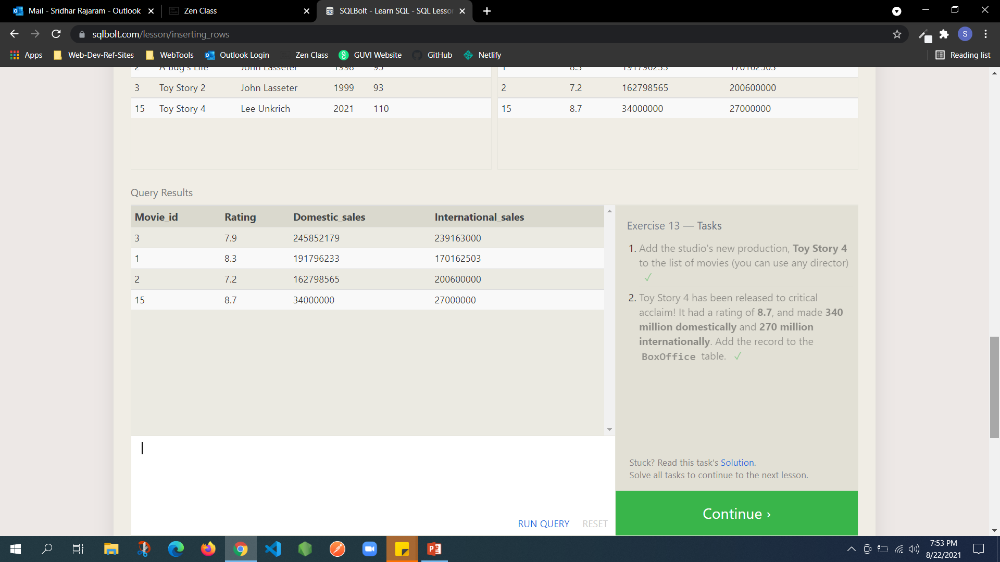 Mail - Sridhar Rajaram - Outlook
Zen Class
SQLBolt - Learn SQL - SQL Lesson
sqlbolt.com/lesson/inserting_rows
S
Apps
Web-Dev-Ref-Sites
WebTools
Outlook Login
Zen Class
GUVI Website
GitHub
Netlify
Reading list
2 A Bug's Life John Lasseter 1998 95
1 8.3 191796233 170162503
3 Toy Story 2 John Lasseter 1999 93
2 7.2 162798565 200600000
15 Toy Story 4 Lee Unkrich 2021 110
15 8.7 34000000 27000000
Query Results
Movie_id Rating Domestic_sales International_sales
3 7.9 245852179 239163000
1 8.3 191796233 170162503
2 7.2 162798565 200600000
15 8.7 34000000 27000000
Exercise 13 — Tasks
1. Add the studio's new production, Toy Story 4
to the list of movies (you can use any director)
✓
2. Toy Story 4 has been released to critical
acclaim! It had a rating of 8.7, and made 340
million domestically and 270 million
internationally. Add the record to the
BoxOffice table. ✓
Stuck? Read this task's Solution.
Solve all tasks to continue to the next lesson.
RUN QUERY
RESET
Continue ›
7:53 PM
8/22/2021